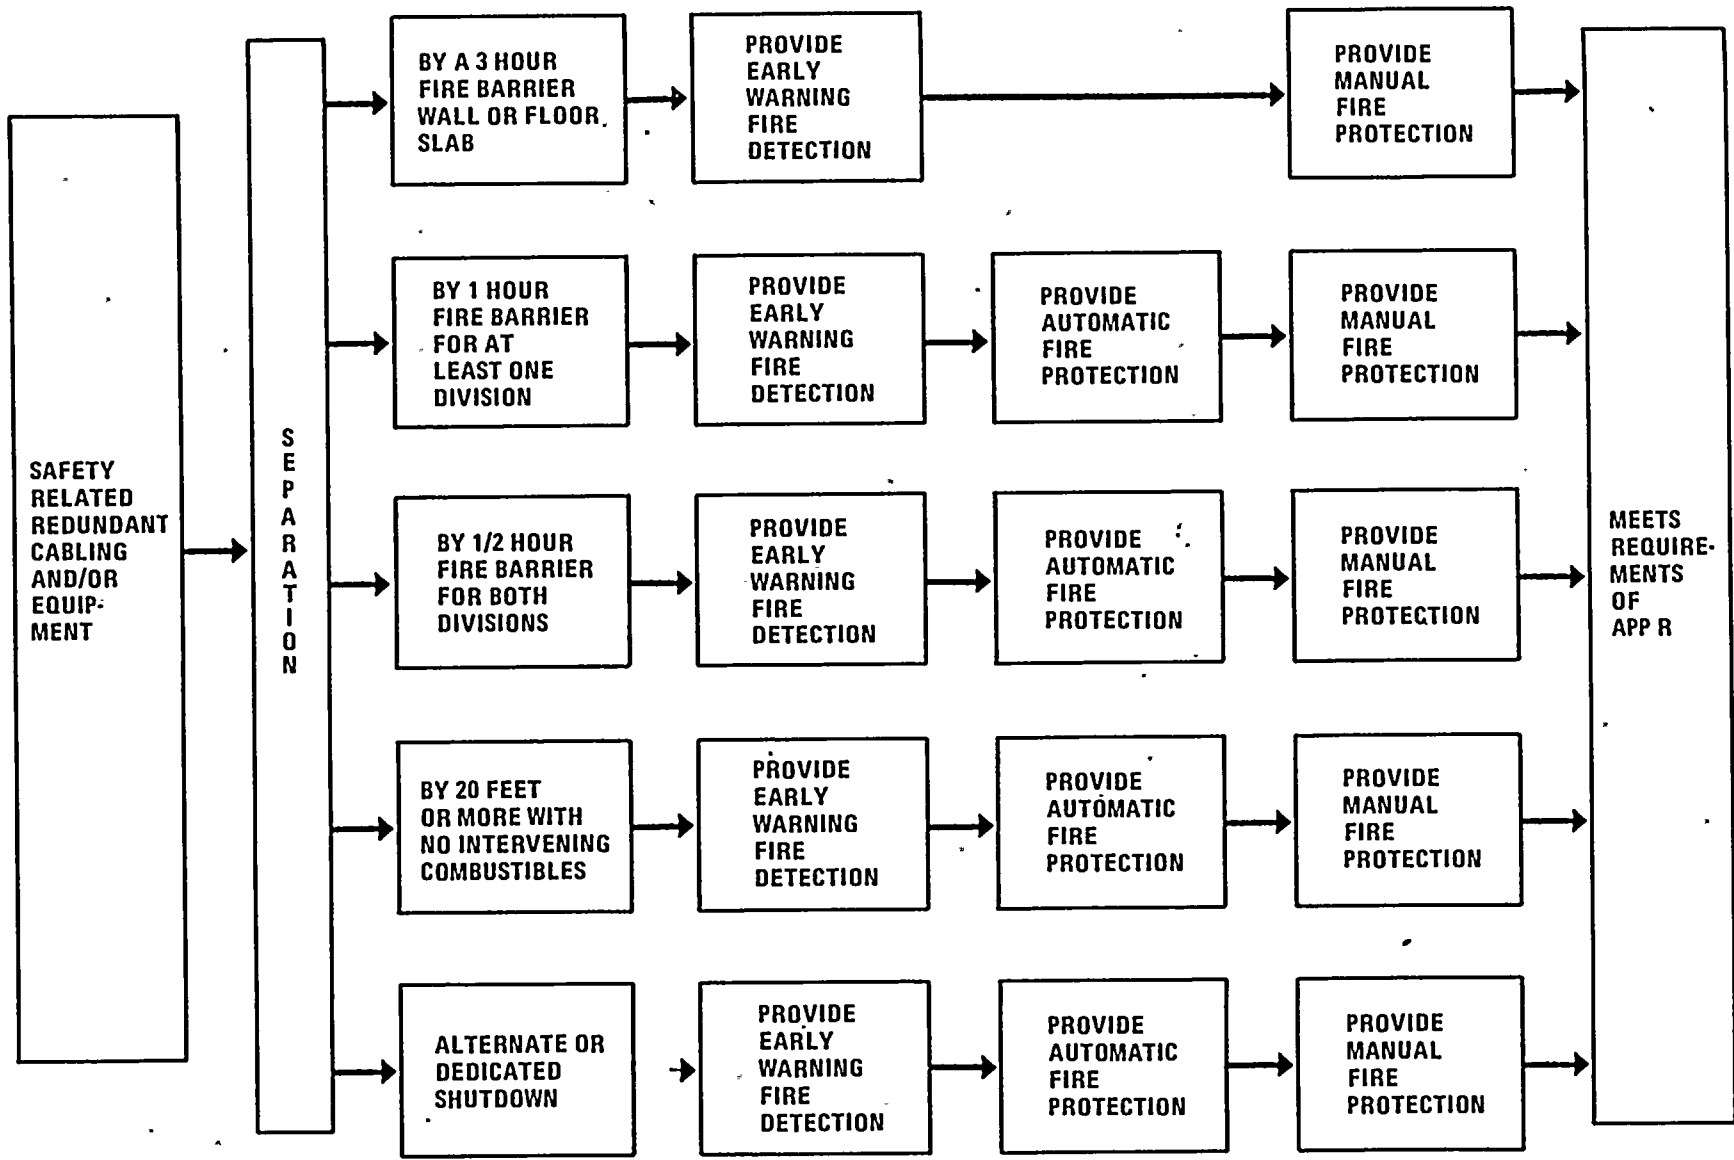 SAFETY
RELATED
REDUNDANT
CABLING
AND/OR
EQUIP-
MENT
SEPARATION
BY A 3 HOUR
FIRE BARRIER
WALL OR FLOOR
SLAB
PROVIDE
EARLY
WARNING
FIRE
DETECTION
PROVIDE
MANUAL
FIRE
PROTECTION
BY 1 HOUR
FIRE BARRIER
FOR AT
LEAST ONE
DIVISION
PROVIDE
EARLY
WARNING
FIRE
DETECTION
PROVIDE
AUTOMATIC
FIRE
PROTECTION
PROVIDE
MANUAL
FIRE
PROTECTION
BY 1/2 HOUR
FIRE BARRIER
FOR BOTH
DIVISIONS
PROVIDE
EARLY
WARNING
FIRE
DETECTION
PROVIDE
AUTOMATIC
FIRE
PROTECTION
PROVIDE
MANUAL
FIRE
PROTECTION
BY 20 FEET
OR MORE WITH
NO INTERVENING
COMBUSTIBLES
PROVIDE
EARLY
WARNING
FIRE
DETECTION
PROVIDE
AUTOMATIC
FIRE
PROTECTION
PROVIDE
MANUAL
FIRE
PROTECTION
ALTERNATE OR
DEDICATED
SHUTDOWN
PROVIDE
EARLY
WARNING
FIRE
DETECTION
PROVIDE
AUTOMATIC
FIRE
PROTECTION
PROVIDE
MANUAL
FIRE
PROTECTION
MEETS
REQUIRE-
MENTS
OF
APP R